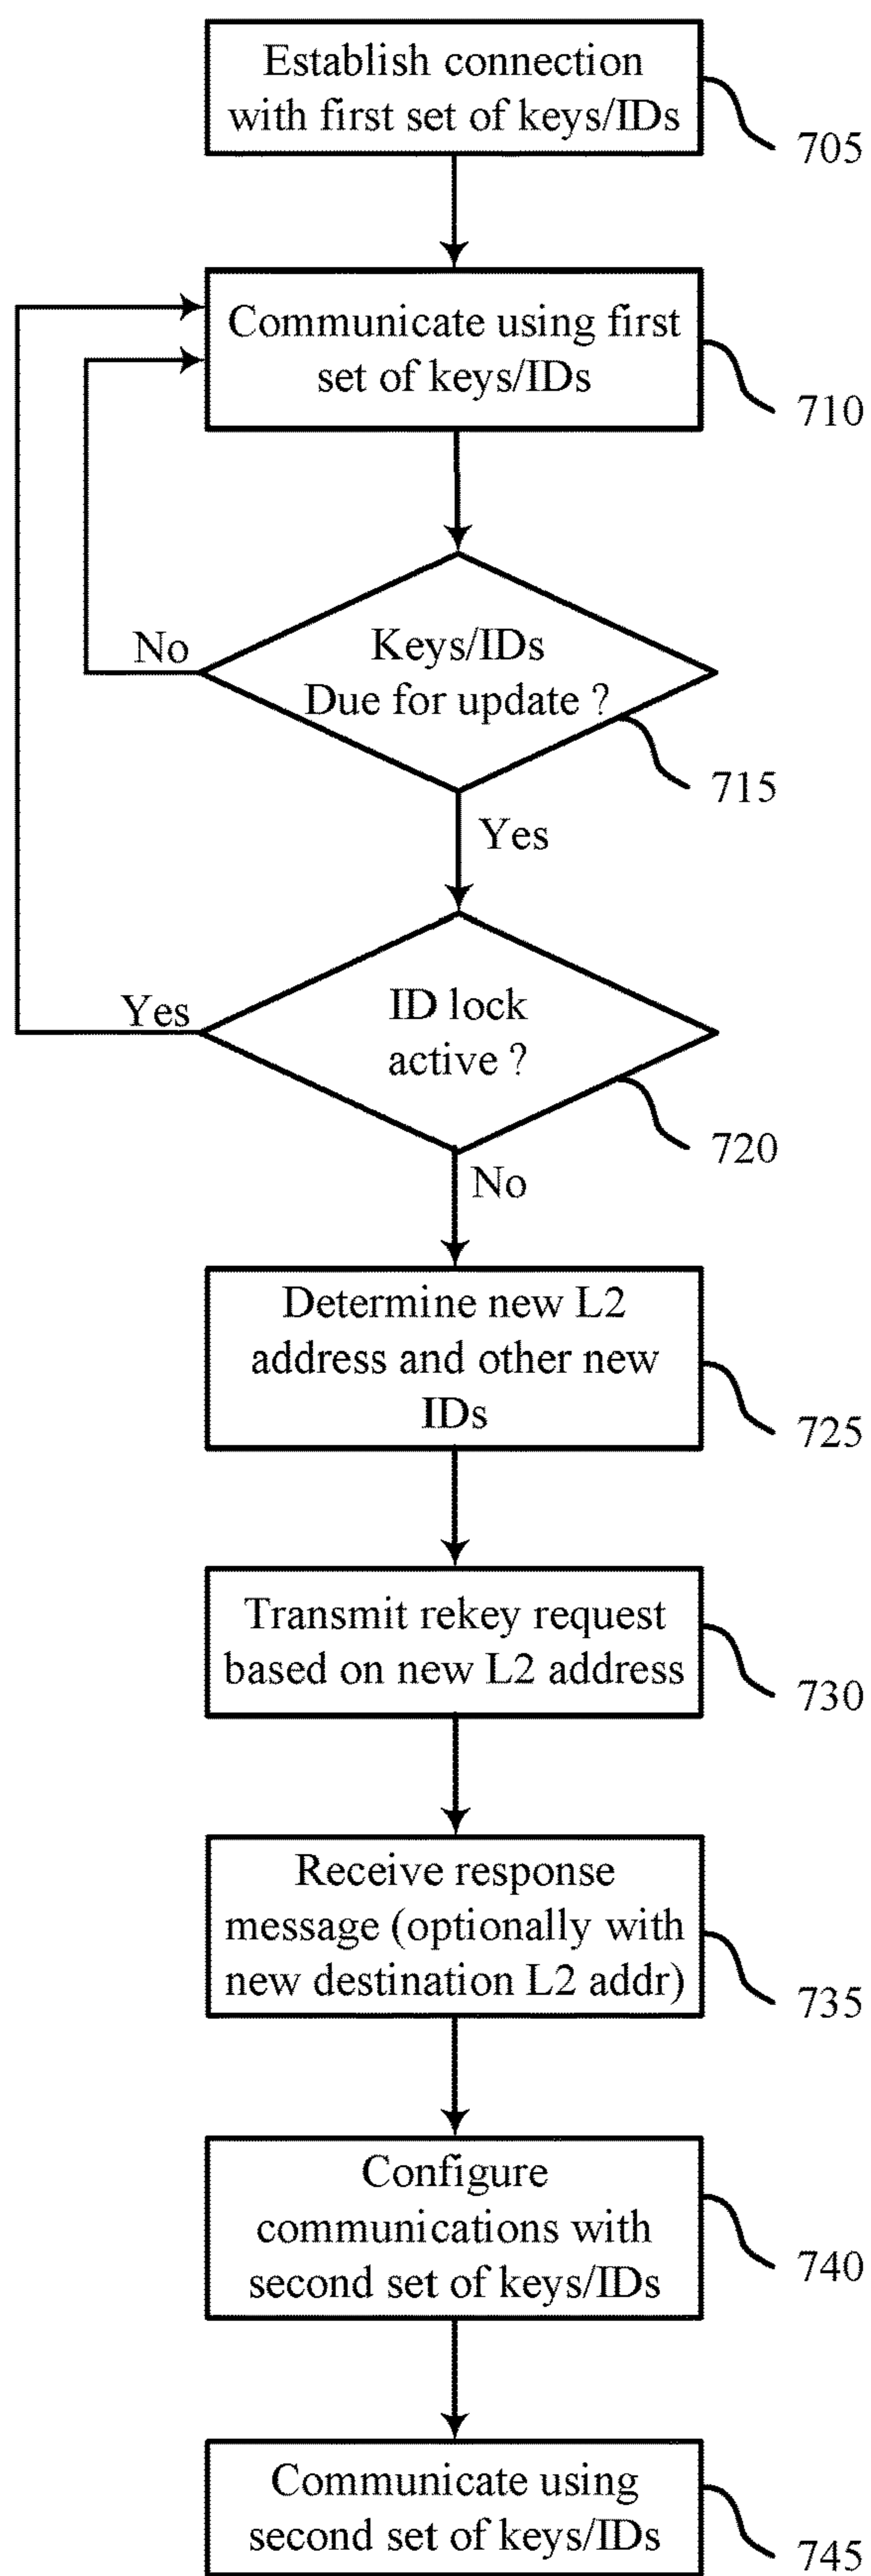 Establish connection
with first set of keys/IDs
705
Communicate using first
set of keys/IDs
710
No
Keys/IDs
Due for update ?
715
Yes
Yes
ID lock
active ?
720
No
Determine new L2
address and other new
IDs
725
Transmit rekey request
based on new L2 address
730
Receive response
message (optionally with
new destination L2 addr)
735
Configure
communications with
second set of keys/IDs
740
Communicate using
second set of keys/IDs
745